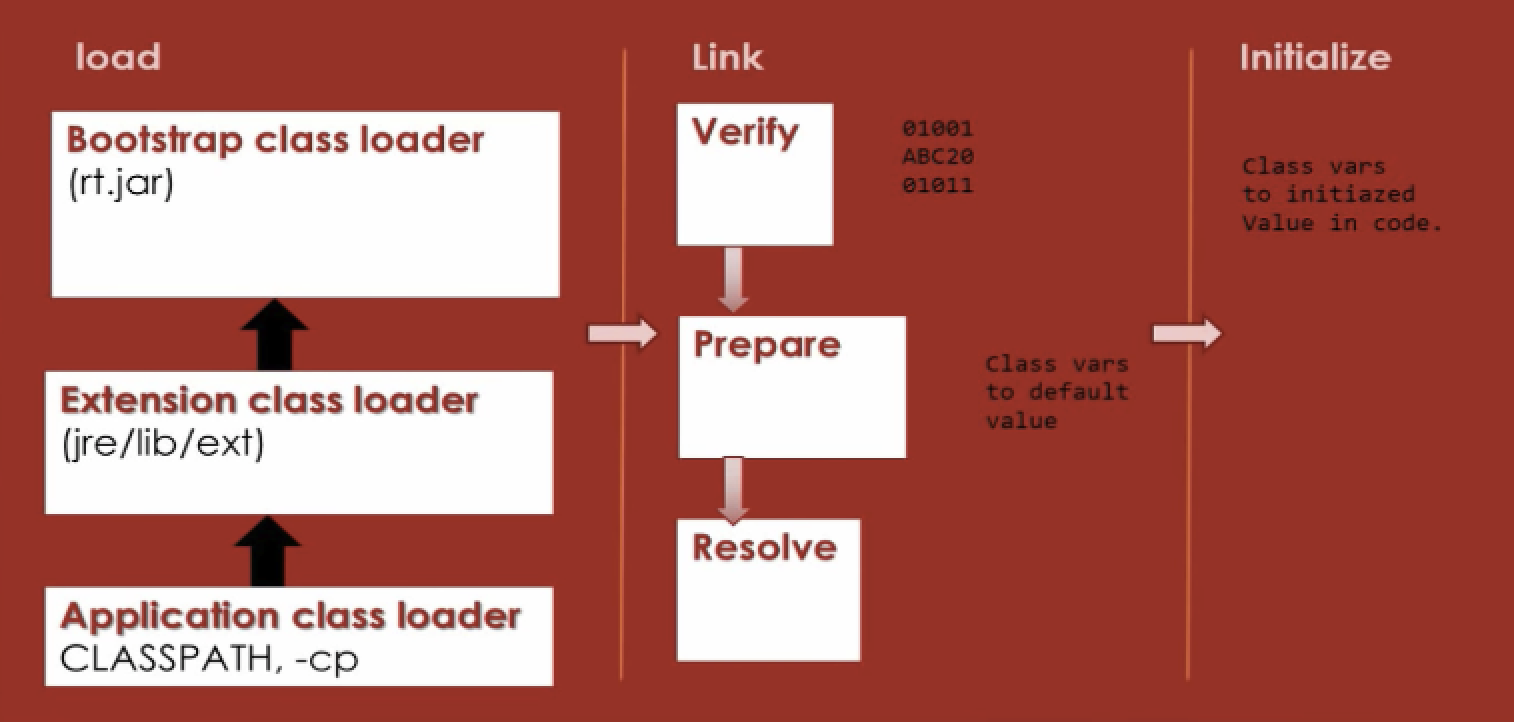 load
Bootstrap class loader
(rt.jar)
Extension class loader
(jre/lib/ext)
Application class loader
CLASSPATH, -cp
Link
Verify
01001
ABC20
01011
Prepare
Class vars
to default
value
Resolve
Initialize
Class vars
to initiazed
Value in code.